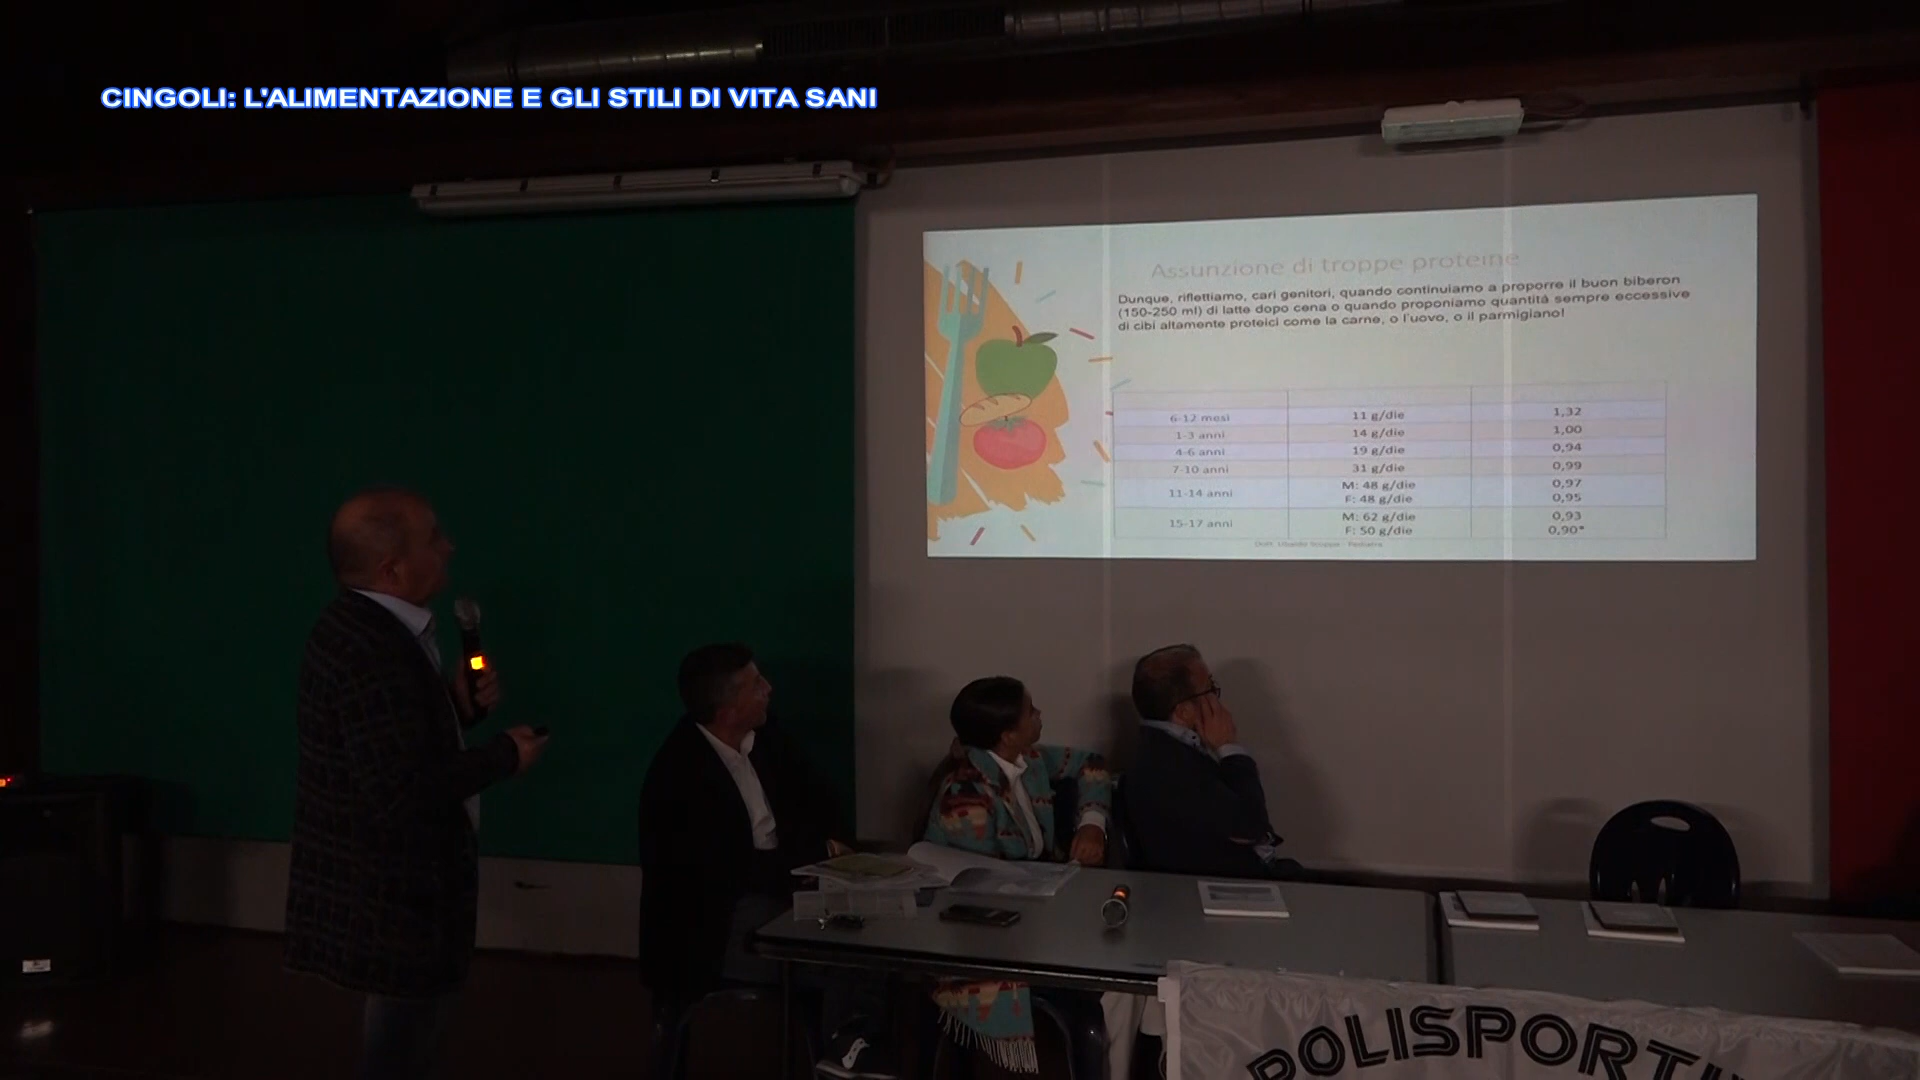 CINGOLI: L'ALIMENTAZIONE E GLI STILI DI VITA SANI
Assunzione di troppe proteine
Dunque, riflettiamo, cari genitori, quando continuiamo a proporre il buon biberon
(150-250 ml) di latte dopo cena o quando proponiamo quantità sempre eccessive
di cibi altamente proteici come la carne, o l'uovo, o il parmigiano!
6-12 mesi 11 g/die 1,32
1-3 anni 14 g/die 1,00
4-6 anni 19 g/die 0,94
7-10 anni 31 g/die 0,99
11-14 anni M: 48 g/die 0,97
F: 48 g/die 0,95
15-17 anni M: 62 g/die 0,93
F: 50 g/die 0,90*
Pediatra
POLISPORTI